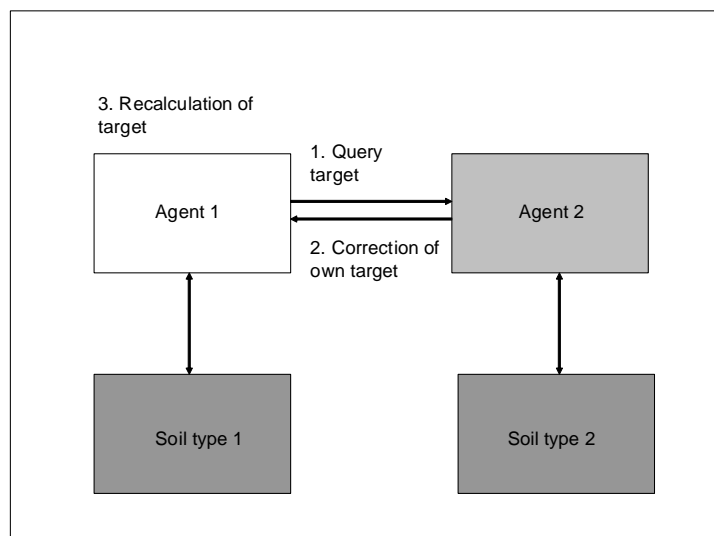 3. Recalculation of
target
1. Query
target
Agent 1
Agent 2
2. Correction of
own target
Soil type 1
Soil type 2